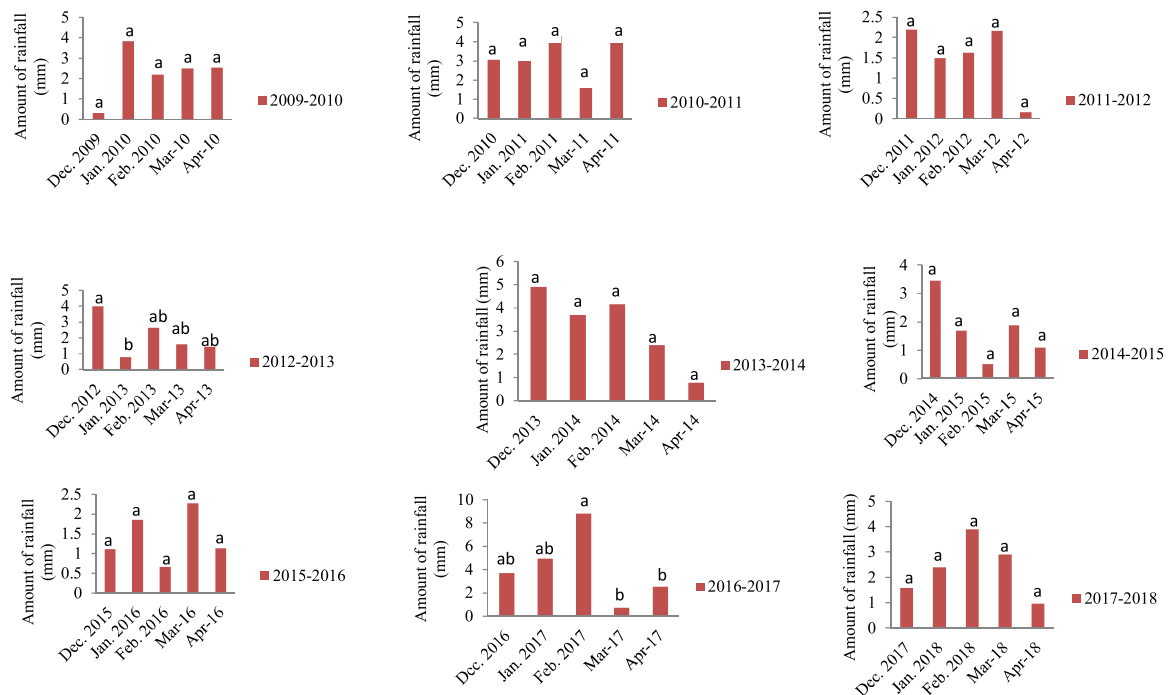 Amount of rainfall
(mm)
5
4
3
2
1
0
a
a
a
a
a
Dec. 2009
Jan. 2010
Feb. 2010
Mar-10
Apr-10
2009-2010
Amount of rainfall
(mm)
5
4
3
2
1
0
a
a
a
a
a
Dec. 2010
Jan. 2011
Feb. 2011
Mar-11
Apr-11
2010-2011
Amount of rainfall
(mm)
2.5
2
1.5
1
0.5
0
a
a
a
a
a
Dec. 2011
Jan. 2012
Feb. 2012
Mar-12
Apr-12
2011-2012
Amount of rainfall
(mm)
5
4
3
2
1
0
a
b
ab
ab
ab
Dec. 2012
Jan. 2013
Feb. 2013
Mar-13
Apr-13
2012-2013
Amount of rainfall (mm)
6
5
4
3
2
1
0
a
a
a
a
a
Dec. 2013
Jan. 2014
Feb. 2014
Mar-14
Apr-14
2013-2014
Amount of rainfall
(mm)
4
3
2
1
0
a
a
a
a
a
Dec. 2014
Jan. 2015
Feb. 2015
Mar-15
Apr-15
2014-2015
Amount of rainfall
(mm)
2.5
2
1.5
1
0.5
0
a
a
a
a
a
Dec. 2015
Jan. 2016
Feb. 2016
Mar-16
Apr-16
2015-2016
Amount of rainfall
(mm)
10
8
6
4
2
0
ab
ab
a
b
b
Dec. 2016
Jan. 2017
Feb. 2017
Mar-17
Apr-17
2016-2017
Amount of rainfall (mm)
5
4
3
2
1
0
a
a
a
a
a
Dec. 2017
Jan. 2018
Feb. 2018
Mar-18
Apr-18
2017-2018